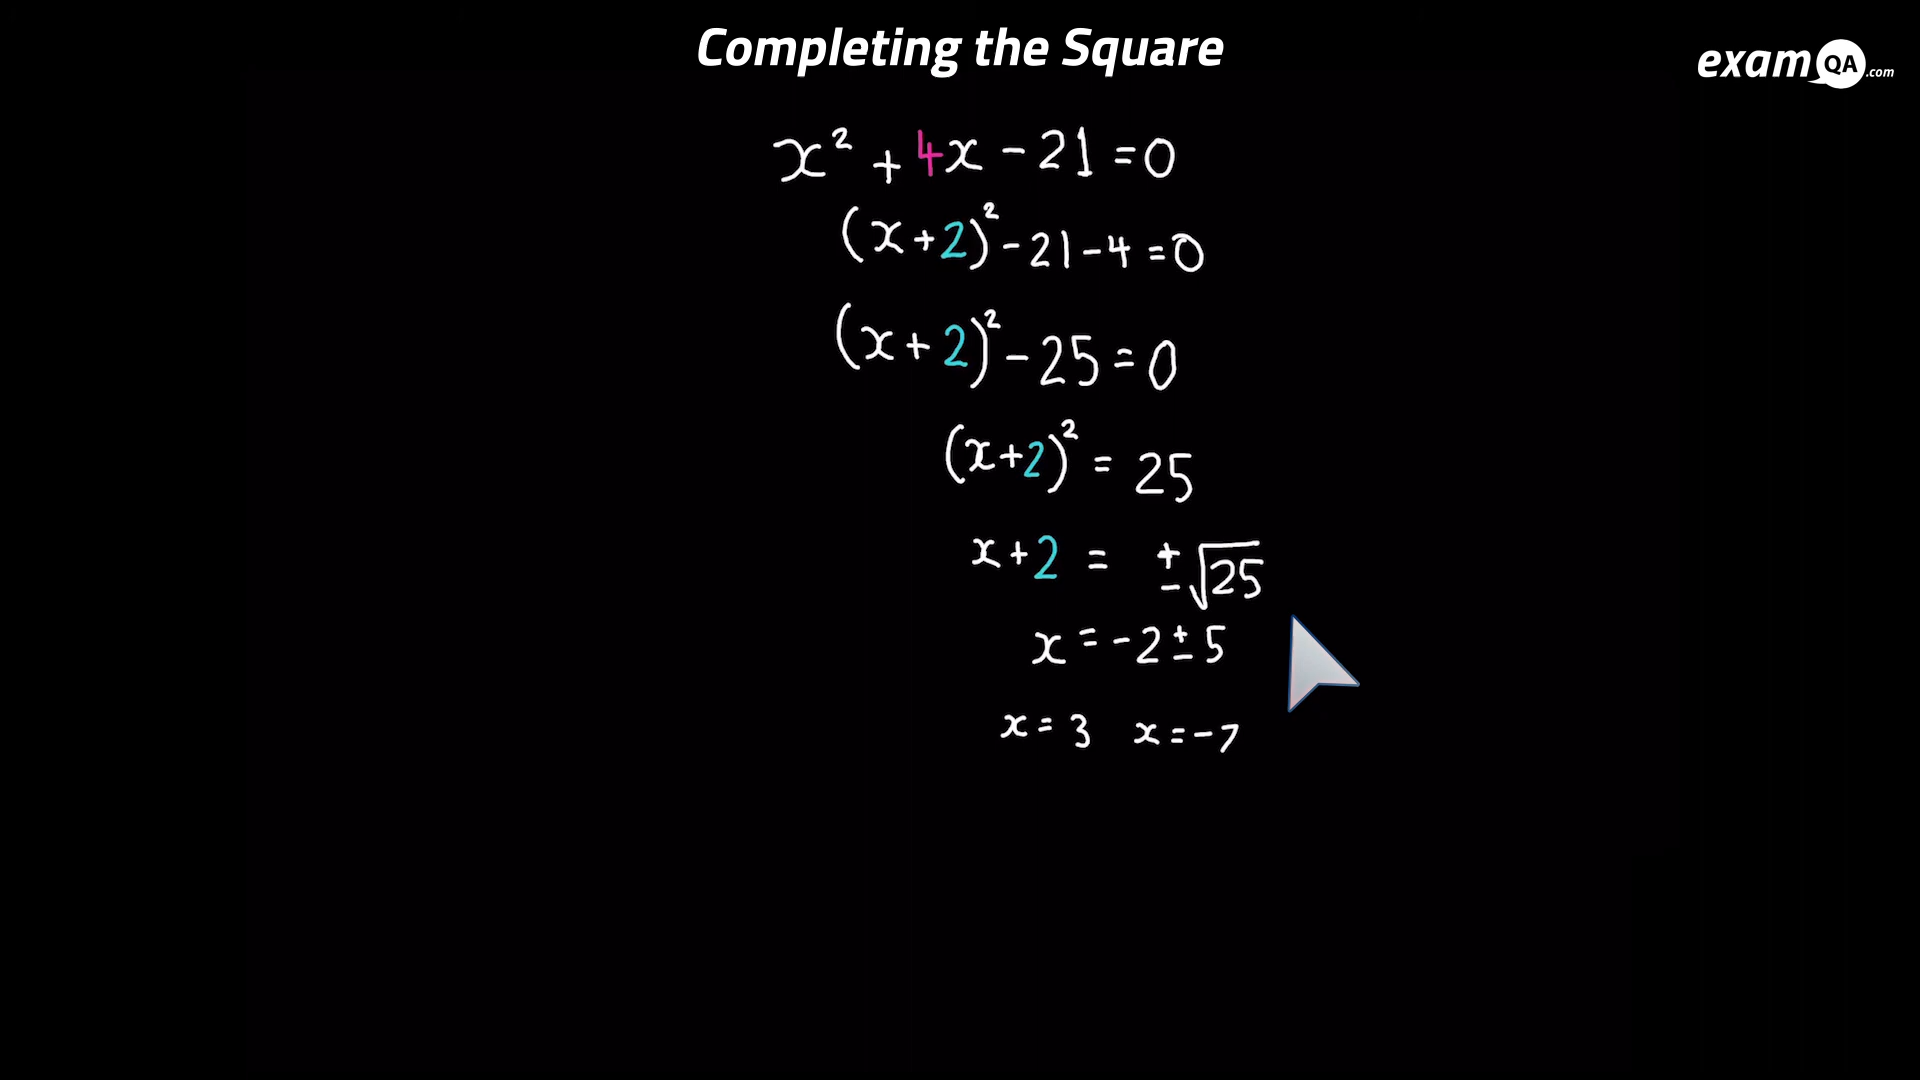 Completing the Square
examQA.com
x² + 4x - 21 = 0
(x + 2)² - 21 - 4 = 0
(x + 2)² - 25 = 0
(x + 2)² = 25
x + 2 = ±√25
x = -2 ± 5
x = 3 x = -7